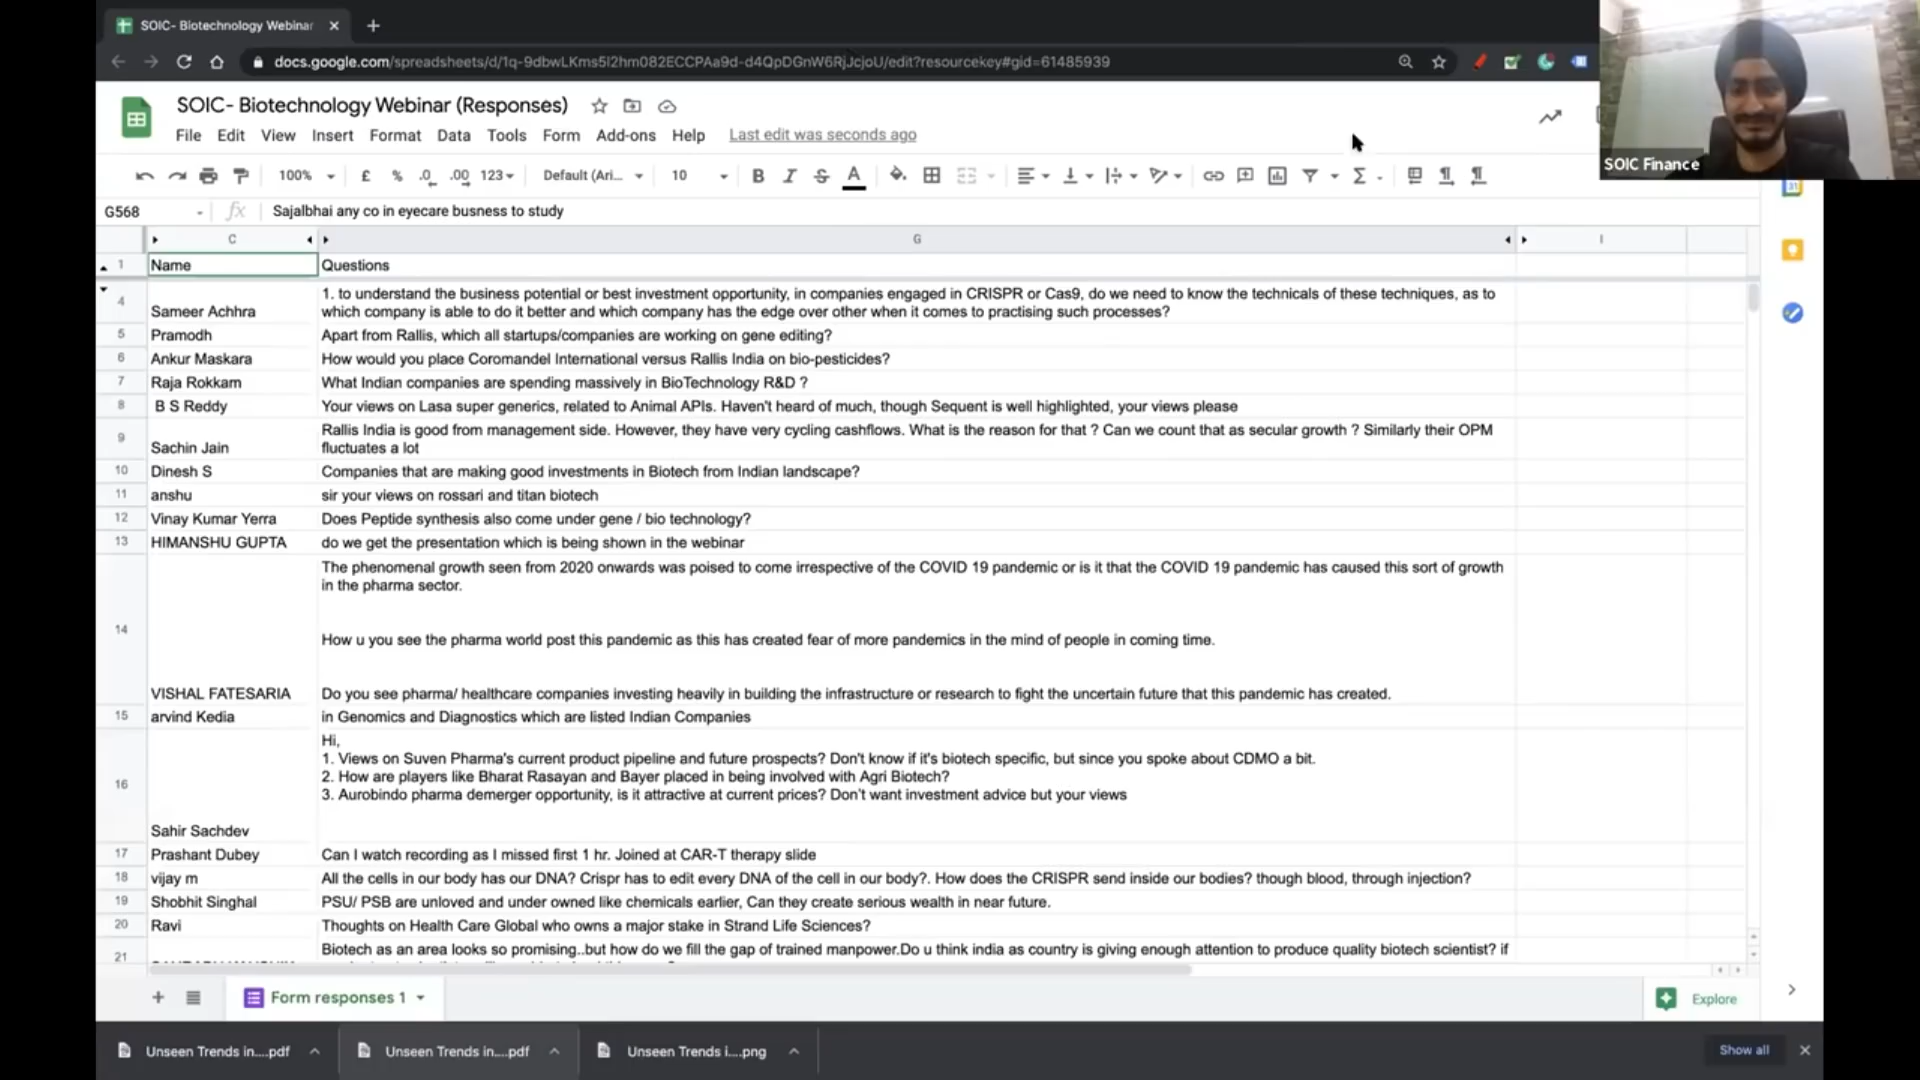 SOIC- Biotechnology Webinar
docs.google.com/spreadsheets/d/1q-9dbwLKms5I2hm082ECCPAa9d-d4QpDGnW6RjJcjoU/edit?resourcekey#gid=61485939
SOIC- Biotechnology Webinar (Responses)
File Edit View Insert Format Data Tools Form Add-ons Help Last edit was seconds ago
SOIC Finance
100% £ % .0 .00 123 Default (Ari... 10 B I S A
G568 fx Sajalbhai any co in eyecare busness to study
C G I
1 Name Questions
4 Sameer Achhra 1. to understand the business potential or best investment opportunity, in companies engaged in CRISPR or Cas9, do we need to know the technicals of these techniques, as to
which company is able to do it better and which company has the edge over other when it comes to practising such processes?
5 Pramodh Apart from Rallis, which all startups/companies are working on gene editing?
6 Ankur Maskara How would you place Coromandel International versus Rallis India on bio-pesticides?
7 Raja Rokkam What Indian companies are spending massively in BioTechnology R&D ?
8 B S Reddy Your views on Lasa super generics, related to Animal APIs. Haven't heard of much, though Sequent is well highlighted, your views please
9 Sachin Jain Rallis India is good from management side. However, they have very cycling cashflows. What is the reason for that ? Can we count that as secular growth ? Similarly their OPM
fluctuates a lot
10 Dinesh S Companies that are making good investments in Biotech from Indian landscape?
11 anshu sir your views on rossari and titan biotech
12 Vinay Kumar Yerra Does Peptide synthesis also come under gene / bio technology?
13 HIMANSHU GUPTA do we get the presentation which is being shown in the webinar
The phenomenal growth seen from 2020 onwards was poised to come irrespective of the COVID 19 pandemic or is it that the COVID 19 pandemic has caused this sort of growth
in the pharma sector.
14 How u you see the pharma world post this pandemic as this has created fear of more pandemics in the mind of people in coming time.
VISHAL FATESARIA Do you see pharma/ healthcare companies investing heavily in building the infrastructure or research to fight the uncertain future that this pandemic has created.
15 arvind Kedia in Genomics and Diagnostics which are listed Indian Companies
Hi,
1. Views on Suven Pharma's current product pipeline and future prospects? Don't know if it's biotech specific, but since you spoke about CDMO a bit.
16 2. How are players like Bharat Rasayan and Bayer placed in being involved with Agri Biotech?
3. Aurobindo pharma demerger opportunity, is it attractive at current prices? Don't want investment advice but your views
Sahir Sachdev
17 Prashant Dubey Can I watch recording as I missed first 1 hr. Joined at CAR-T therapy slide
18 vijay m All the cells in our body has our DNA? Crispr has to edit every DNA of the cell in our body?. How does the CRISPR send inside our bodies? though blood, through injection?
19 Shobhit Singhal PSU/ PSB are unloved and under owned like chemicals earlier, Can they create serious wealth in near future.
20 Ravi Thoughts on Health Care Global who owns a major stake in Strand Life Sciences?
21 Biotech as an area looks so promising..but how do we fill the gap of trained manpower.Do u think india as country is giving enough attention to produce quality biotech scientist? if
Form responses 1 Explore
Unseen Trends in....pdf Unseen Trends in....pdf Unseen Trends i....png Show all